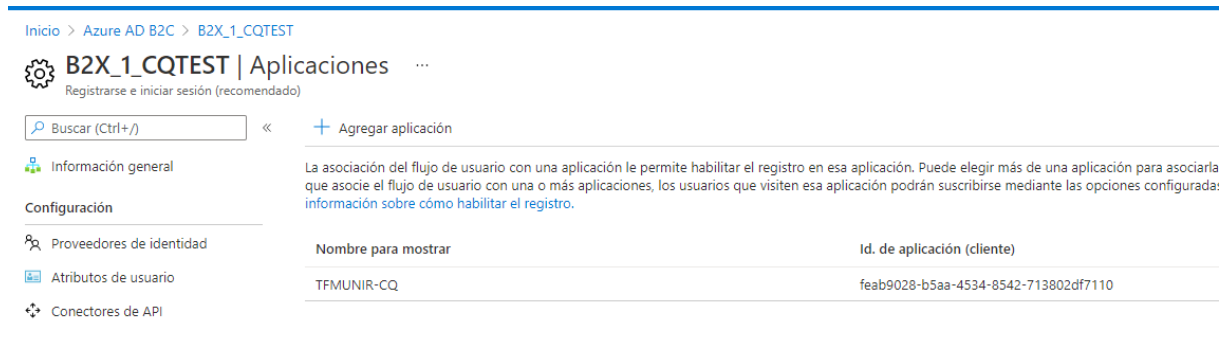 Inicio > Azure AD B2C > B2X_1_CQTEST
B2X_1_CQTEST | Aplicaciones ...
Registrarse e iniciar sesión (recomendado)
Buscar (Ctrl+/)
«
+ Agregar aplicación
Información general
Configuración
Proveedores de identidad
Atributos de usuario
Conectores de API
La asociación del flujo de usuario con una aplicación le permite habilitar el registro en esa aplicación. Puede elegir más de una aplicación para asociarla
que asocie el flujo de usuario con una o más aplicaciones, los usuarios que visiten esa aplicación podrán suscribirse mediante las opciones configuradas
información sobre cómo habilitar el registro.
Nombre para mostrar Id. de aplicación (cliente)
TFMUNIR-CQ feab9028-b5aa-4534-8542-713802df7110